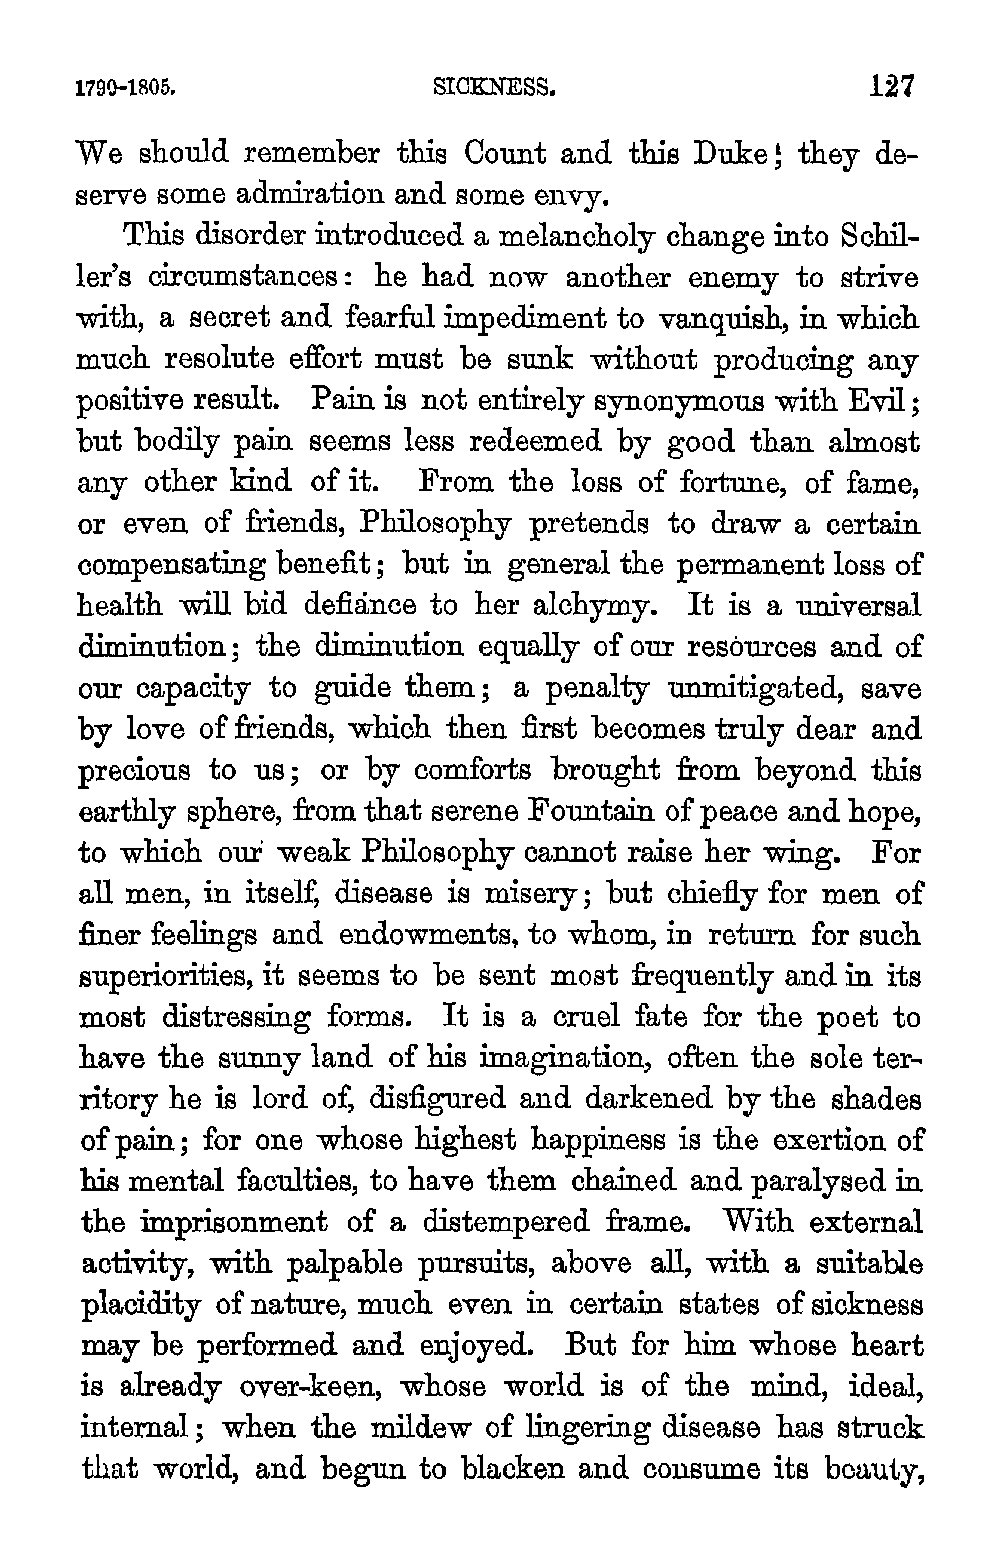 1790-1805. SICKNESS. 127
We should remember this Count and this Duke; they de-
serve some admiration and some envy.
This disorder introduced a melancholy change into Schil-
ler's circumstances: he had now another enemy to strive
with, a secret and fearful impediment to vanquish, in which
much resolute effort must be sunk without producing any
positive result. Pain is not entirely synonymous with Evil;
but bodily pain seems less redeemed by good than almost
any other kind of it. From the loss of fortune, of fame,
or even of friends, Philosophy pretends to draw a certain
compensating benefit; but in general the permanent loss of
health will bid defiance to her alchymy. It is a universal
diminution; the diminution equally of our resources and of
our capacity to guide them; a penalty unmitigated, save
by love of friends, which then first becomes truly dear and
precious to us; or by comforts brought from beyond this
earthly sphere, from that serene Fountain of peace and hope,
to which our weak Philosophy cannot raise her wing. For
all men, in itself, disease is misery; but chiefly for men of
finer feelings and endowments, to whom, in return for such
superiorities, it seems to be sent most frequently and in its
most distressing forms. It is a cruel fate for the poet to
have the sunny land of his imagination, often the sole ter-
ritory he is lord of, disfigured and darkened by the shades
of pain; for one whose highest happiness is the exertion of
his mental faculties, to have them chained and paralysed in
the imprisonment of a distempered frame. With external
activity, with palpable pursuits, above all, with a suitable
placidity of nature, much even in certain states of sickness
may be performed and enjoyed. But for him whose heart
is already over-keen, whose world is of the mind, ideal,
internal; when the mildew of lingering disease has struck
that world, and begun to blacken and consume its beauty,